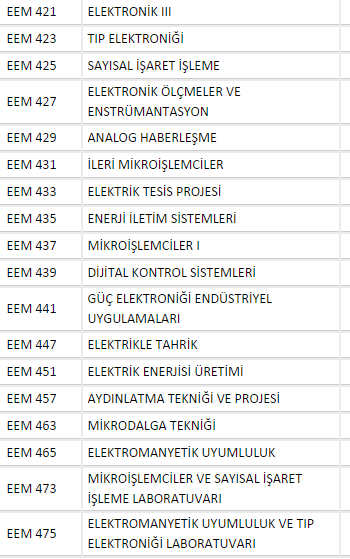 EEM 421 ELEKTRONİK III
EEM 423 TIP ELEKTRONİĞİ
EEM 425 SAYISAL İŞARET İŞLEME
EEM 427 ELEKTRONİK ÖLÇMELER VE
ENSTRÜMANTASYON
EEM 429 ANALOG HABERLEŞME
EEM 431 İLERİ MİKROİŞLEMCİLER
EEM 433 ELEKTRİK TESİS PROJESİ
EEM 435 ENERJİ İLETİM SİSTEMLERİ
EEM 437 MİKROİŞLEMCİLER I
EEM 439 DİJİTAL KONTROL SİSTEMLERİ
EEM 441 GÜÇ ELEKTRONİĞİ ENDÜSTRİYEL
UYGULAMALARI
EEM 447 ELEKTRİKLE TAHRİK
EEM 451 ELEKTRİK ENERJİSİ ÜRETİMİ
EEM 457 AYDINLATMA TEKNİĞİ VE PROJESİ
EEM 463 MİKRODALGA TEKNİĞİ
EEM 465 ELEKTROMANYETİK UYUMLULUK
EEM 473 MİKROİŞLEMCİLER VE SAYISAL İŞARET
İŞLEME LABORATUVARI
EEM 475 ELEKTROMANYETİK UYUMLULUK VE TIP
ELEKTRONİĞİ LABORATUVARI